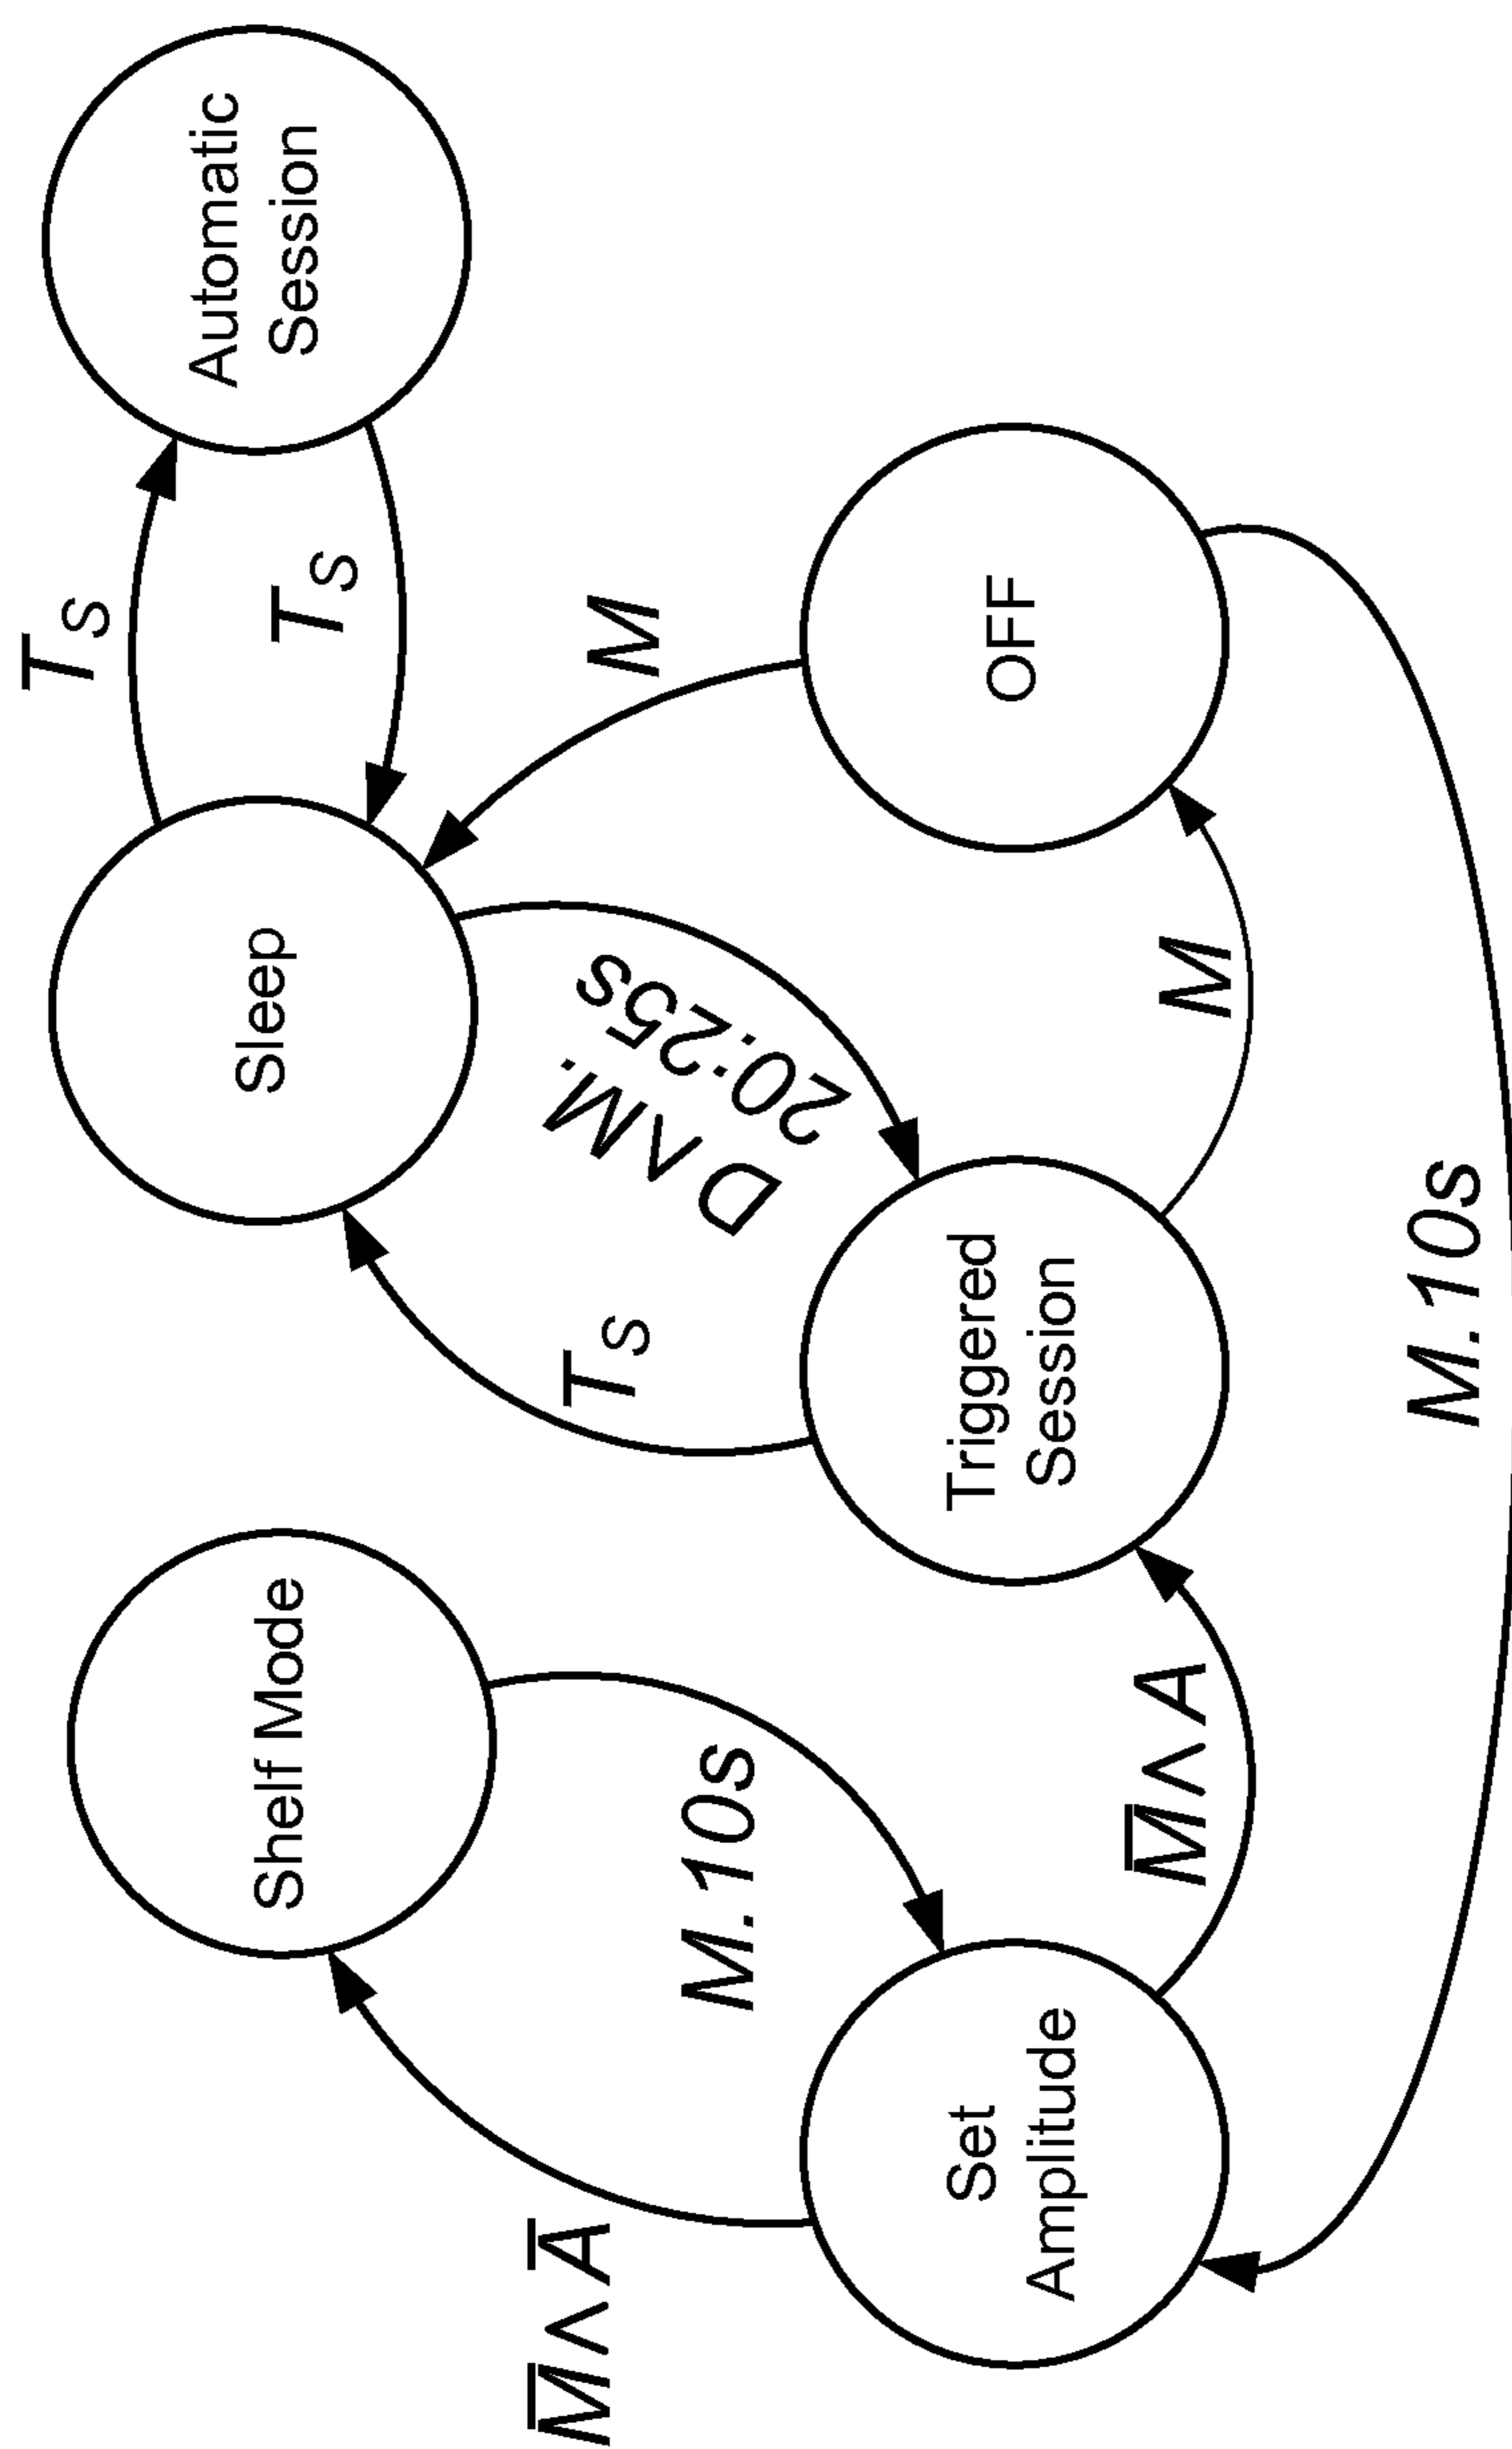 T_S
Shelf Mode
Sleep
Automatic
Session
T_S
M̅∧A̅
M.10s
T_S
D∧M.
20:25s
M
Set
Amplitude
Triggered
Session
OFF
M̅∧A
M
M.10s